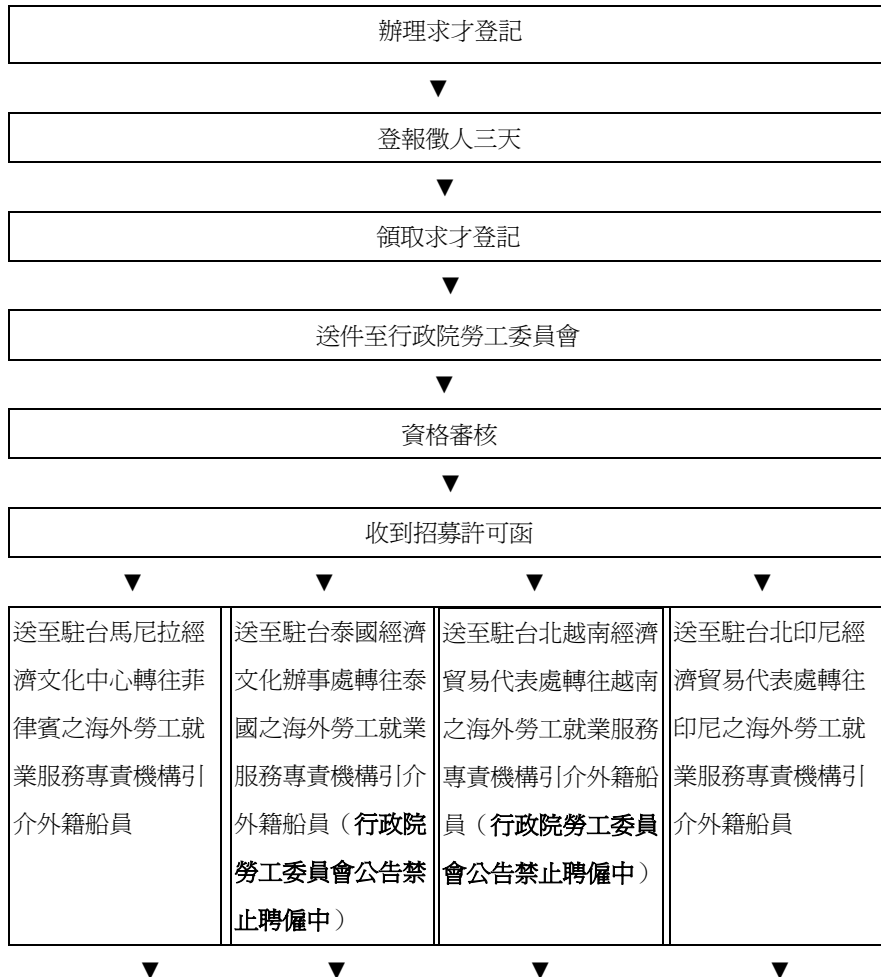 辦理求才登記
▼
登報徵人三天
▼
領取求才登記
▼
送件至行政院勞工委員會
▼
資格審核
▼
收到招募許可函
▼ ▼ ▼ ▼
送至駐台馬尼拉經
濟文化中心轉往菲
律賓之海外勞工就
業服務專責機構引
介外籍船員
送至駐台泰國經濟
文化辦事處轉往泰
國之海外勞工就業
服務專責機構引介
外籍船員（行政院
勞工委員會公告禁
止聘僱中）
送至駐台北越南經濟
貿易代表處轉往越南
之海外勞工就業服務
專責機構引介外籍船
員（行政院勞工委員
會公告禁止聘僱中）
送至駐台北印尼經
濟貿易代表處轉往
印尼之海外勞工就
業服務專責機構引
介外籍船員
▼ ▼ ▼ ▼